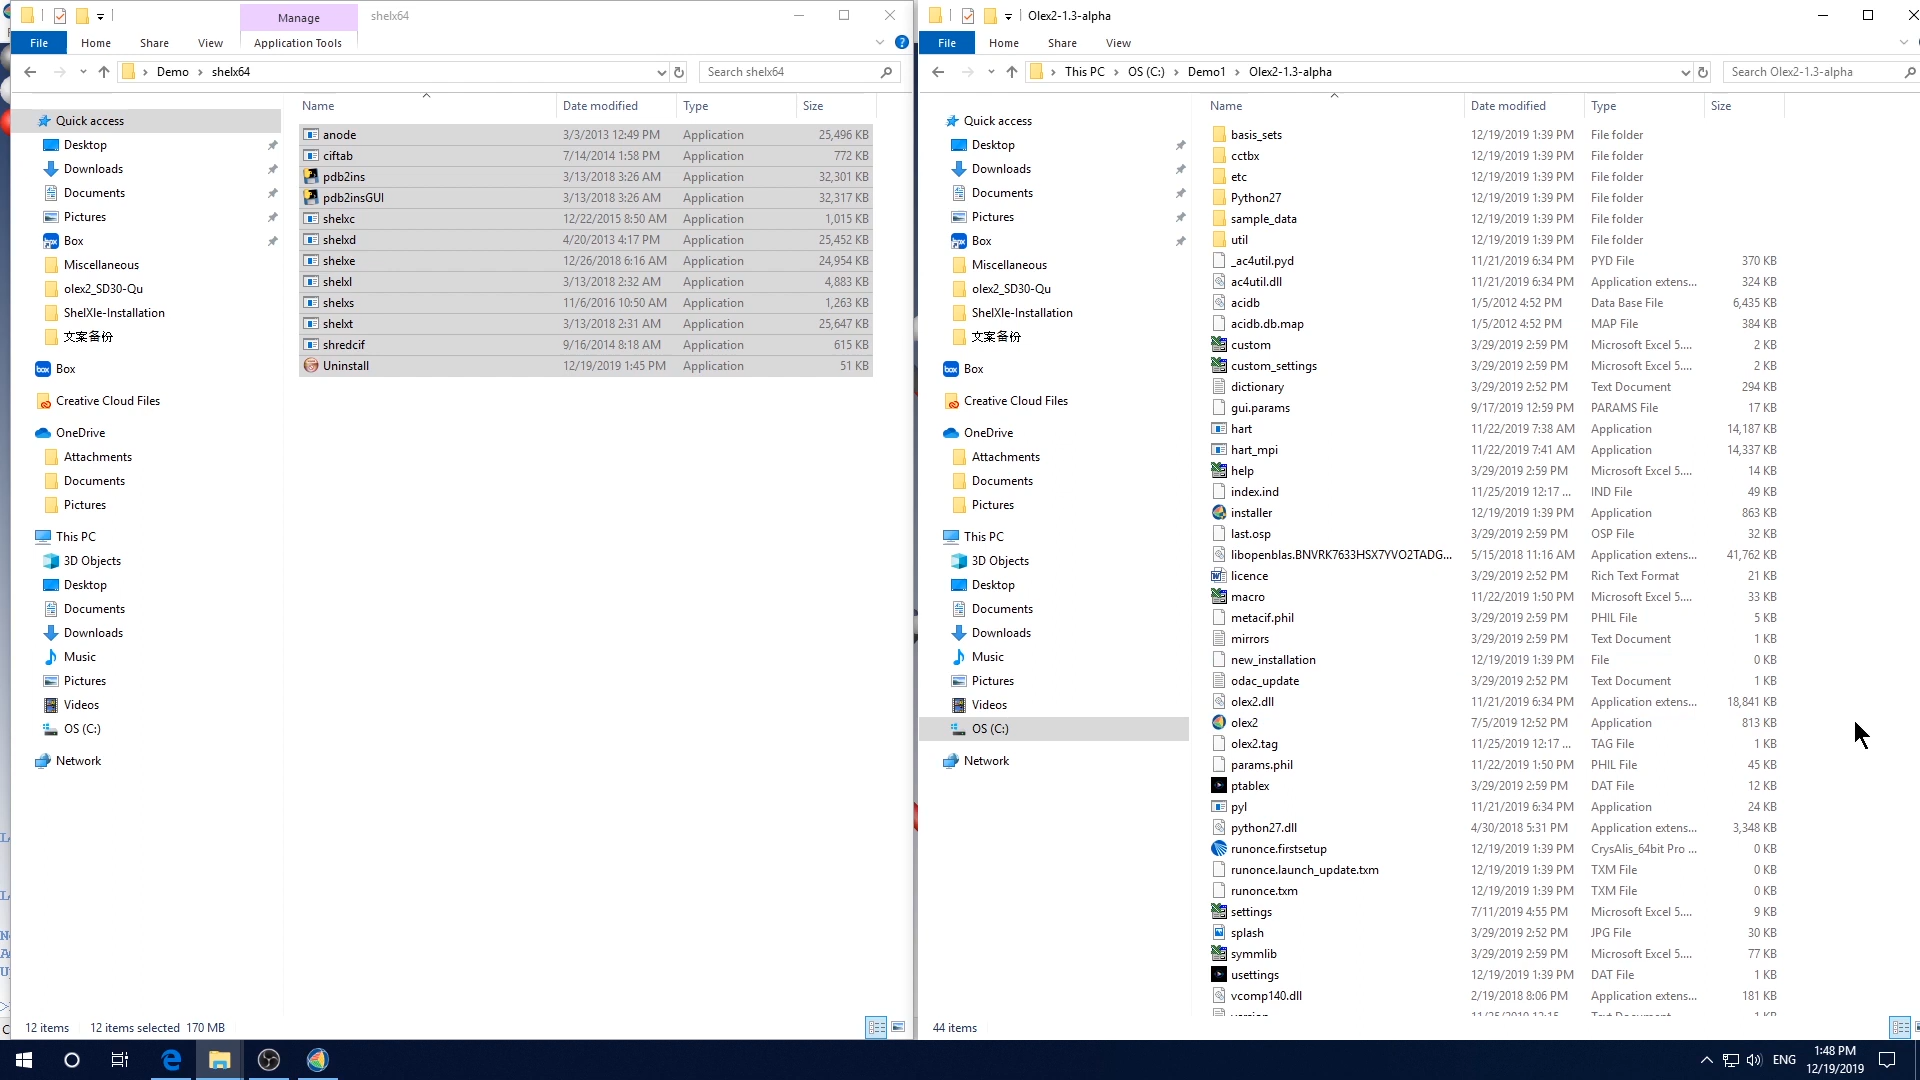 Manage
shelx64
File
Home
Share
View
Application Tools
Demo
shelx64
Search shelx64
Name
Date modified
Type
Size
Quick access
Desktop
Downloads
Documents
Pictures
Box
Miscellaneous
olex2_SD30-Qu
ShelXle-Installation
文案备份
Box
Creative Cloud Files
OneDrive
Attachments
Documents
Pictures
This PC
3D Objects
Desktop
Documents
Downloads
Music
Pictures
Videos
OS (C:)
Network
anode 3/3/2013 12:49 PM Application 25,496 KB
ciftab 7/14/2014 1:58 PM Application 772 KB
pdb2ins 3/13/2018 3:26 AM Application 32,301 KB
pdb2insGUI 3/13/2018 3:26 AM Application 32,317 KB
shelxc 12/22/2015 8:50 AM Application 1,015 KB
shelxd 4/20/2013 4:17 PM Application 25,452 KB
shelxe 12/26/2018 6:16 AM Application 24,954 KB
shelxl 3/13/2018 2:32 AM Application 4,883 KB
shelxs 11/6/2016 10:50 AM Application 1,263 KB
shelxt 3/13/2018 2:31 AM Application 25,647 KB
shredcif 9/16/2014 8:18 AM Application 615 KB
Uninstall 12/19/2019 1:45 PM Application 51 KB
12 items 12 items selected 170 MB
Olex2-1.3-alpha
File
Home
Share
View
This PC
OS (C:)
Demo1
Olex2-1.3-alpha
Search Olex2-1.3-alpha
Name
Date modified
Type
Size
Quick access
Desktop
Downloads
Documents
Pictures
Box
Miscellaneous
olex2_SD30-Qu
ShelXle-Installation
文案备份
Box
Creative Cloud Files
OneDrive
Attachments
Documents
Pictures
This PC
3D Objects
Desktop
Documents
Downloads
Music
Pictures
Videos
OS (C:)
Network
basis_sets 12/19/2019 1:39 PM File folder
cctbx 12/19/2019 1:39 PM File folder
etc 12/19/2019 1:39 PM File folder
Python27 12/19/2019 1:39 PM File folder
sample_data 12/19/2019 1:39 PM File folder
util 12/19/2019 1:39 PM File folder
_ac4util.pyd 11/21/2019 6:34 PM PYD File 370 KB
ac4util.dll 11/21/2019 6:34 PM Application extens... 324 KB
acidb 1/5/2012 4:52 PM Data Base File 6,435 KB
acidb.db.map 1/5/2012 4:52 PM MAP File 384 KB
custom 3/29/2019 2:59 PM Microsoft Excel 5.... 2 KB
custom_settings 3/29/2019 2:59 PM Microsoft Excel 5.... 2 KB
dictionary 3/29/2019 2:52 PM Text Document 294 KB
gui.params 9/17/2019 12:59 PM PARAMS File 17 KB
hart 11/22/2019 7:38 AM Application 14,187 KB
hart_mpi 11/22/2019 7:41 AM Application 14,337 KB
help 3/29/2019 2:59 PM Microsoft Excel 5.... 14 KB
index.ind 11/25/2019 12:17 ... IND File 49 KB
installer 12/19/2019 1:39 PM Application 863 KB
last.osp 3/29/2019 2:59 PM OSP File 32 KB
libopenblas.BNVRK7633HSX7YVO2TADG... 5/15/2018 11:16 AM Application extens... 41,762 KB
licence 3/29/2019 2:52 PM Rich Text Format 21 KB
macro 11/22/2019 1:50 PM Microsoft Excel 5.... 33 KB
metacif.phil 3/29/2019 2:59 PM PHIL File 5 KB
mirrors 3/29/2019 2:59 PM Text Document 1 KB
new_installation 12/19/2019 1:39 PM File 0 KB
odac_update 3/29/2019 2:52 PM Text Document 1 KB
olex2.dll 11/21/2019 6:34 PM Application extens... 18,841 KB
olex2 7/5/2019 12:52 PM Application 813 KB
olex2.tag 11/25/2019 12:17 ... TAG File 1 KB
params.phil 11/22/2019 1:50 PM PHIL File 45 KB
ptablex 3/29/2019 2:59 PM DAT File 12 KB
pyl 11/21/2019 6:34 PM Application 24 KB
python27.dll 4/30/2018 5:31 PM Application extens... 3,348 KB
runonce.firstsetup 12/19/2019 1:39 PM CrysAlis_64bit Pro ... 0 KB
runonce.launch_update.txm 12/19/2019 1:39 PM TXM File 0 KB
runonce.txm 12/19/2019 1:39 PM TXM File 0 KB
settings 7/11/2019 4:55 PM Microsoft Excel 5.... 9 KB
splash 3/29/2019 2:52 PM JPG File 30 KB
symmlib 3/29/2019 2:59 PM Microsoft Excel 5.... 77 KB
usettings 12/19/2019 1:39 PM DAT File 1 KB
vcomp140.dll 2/19/2018 8:06 PM Application extens... 181 KB
44 items
ENG
1:48 PM
12/19/2019